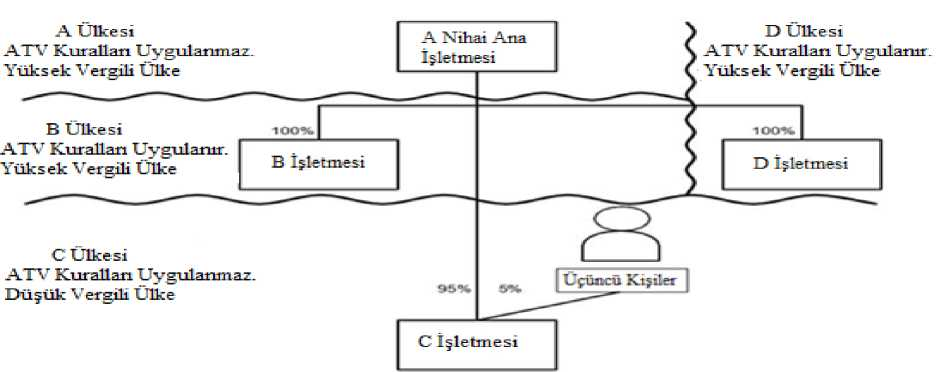 A Ülkesi
ATV Kuralları Uygulanmaz.
Yüksek Vergili Ülke
A Nihai Ana
İşletmesi
D Ülkesi
ATV Kuralları Uygulanır.
Yüksek Vergili Ülke
B Ülkesi
ATV Kuralları Uygulanır.
Yüksek Vergili Ülke
100%
B İşletmesi
100%
D İşletmesi
C Ülkesi
ATV Kuralları Uygulanmaz.
Düşük Vergili Ülke
Üçüncü Kişiler
95%
5%
C İşletmesi